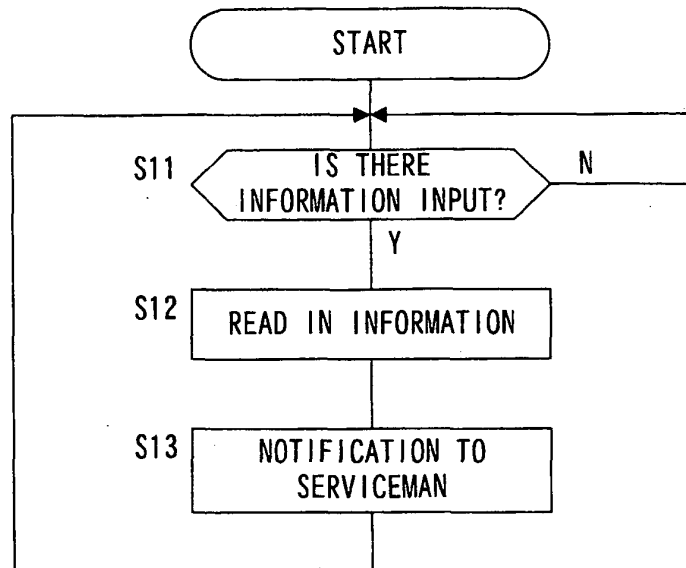 START
S11
IS THERE
INFORMATION INPUT?
N
Y
S12
READ IN INFORMATION
S13
NOTIFICATION TO
SERVICEMAN